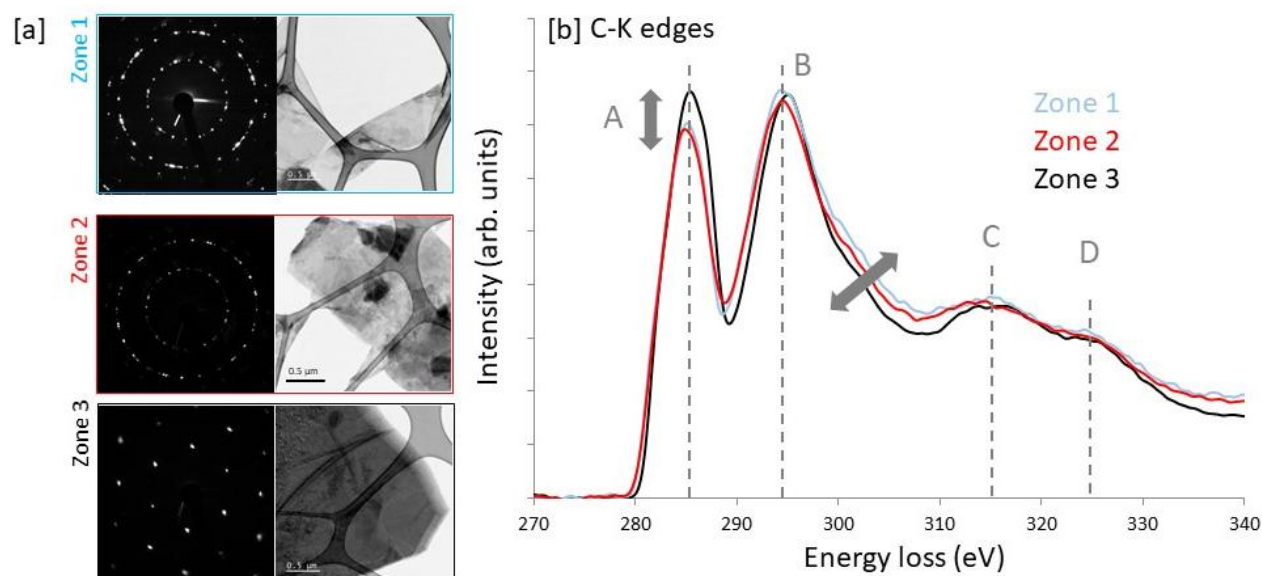 [a]
Zone 1
0.5 µm
Zone 2
0.5 µm
Zone 3
0.5 µm
[b] C-K edges
A
B
C
D
Zone 1
Zone 2
Zone 3
Intensity (arb. units)
270 280 290 300 310 320 330 340
Energy loss (eV)